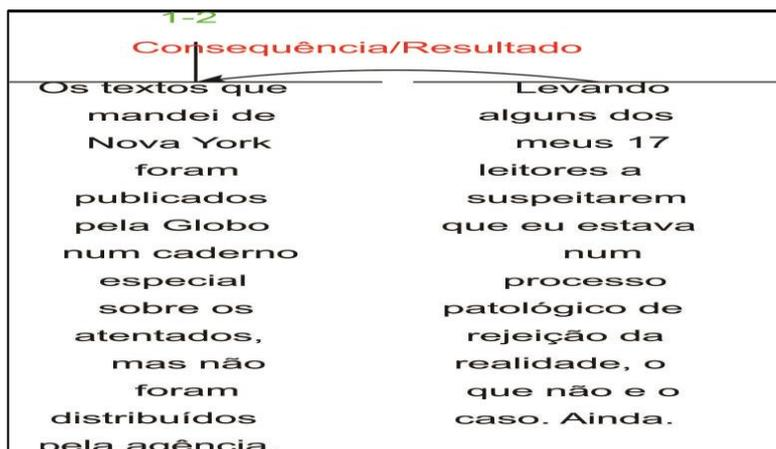 1-2
Consequência/Resultado
Os textos que
mandei de
Nova York
foram
publicados
pela Globo
num caderno
especial
sobre os
atentados,
mas não
foram
distribuídos
pela agência.
Levando
alguns dos
meus 17
leitores a
suspeitarem
que eu estava
num
processo
patológico de
rejeição da
realidade, o
que não e o
caso. Ainda.